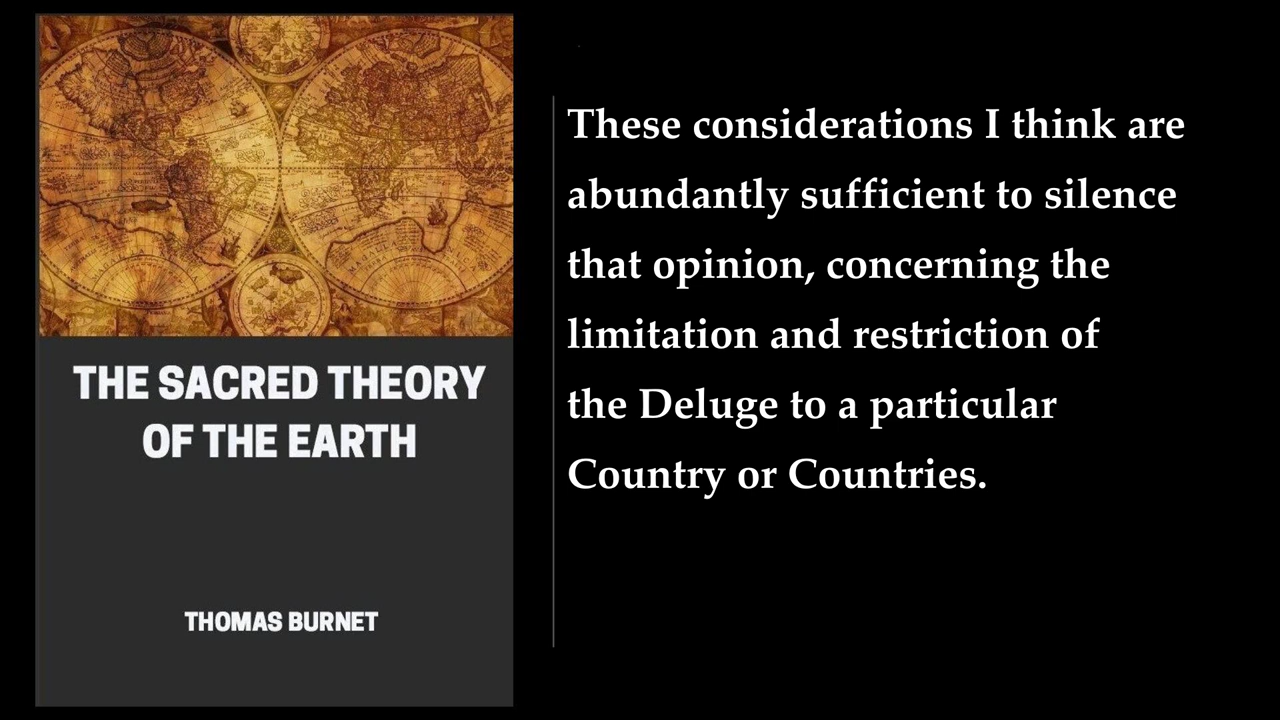 THE SACRED THEORY
OF THE EARTH
THOMAS BURNET
These considerations I think are
abundantly sufficient to silence
that opinion, concerning the
limitation and restriction of
the Deluge to a particular
Country or Countries.